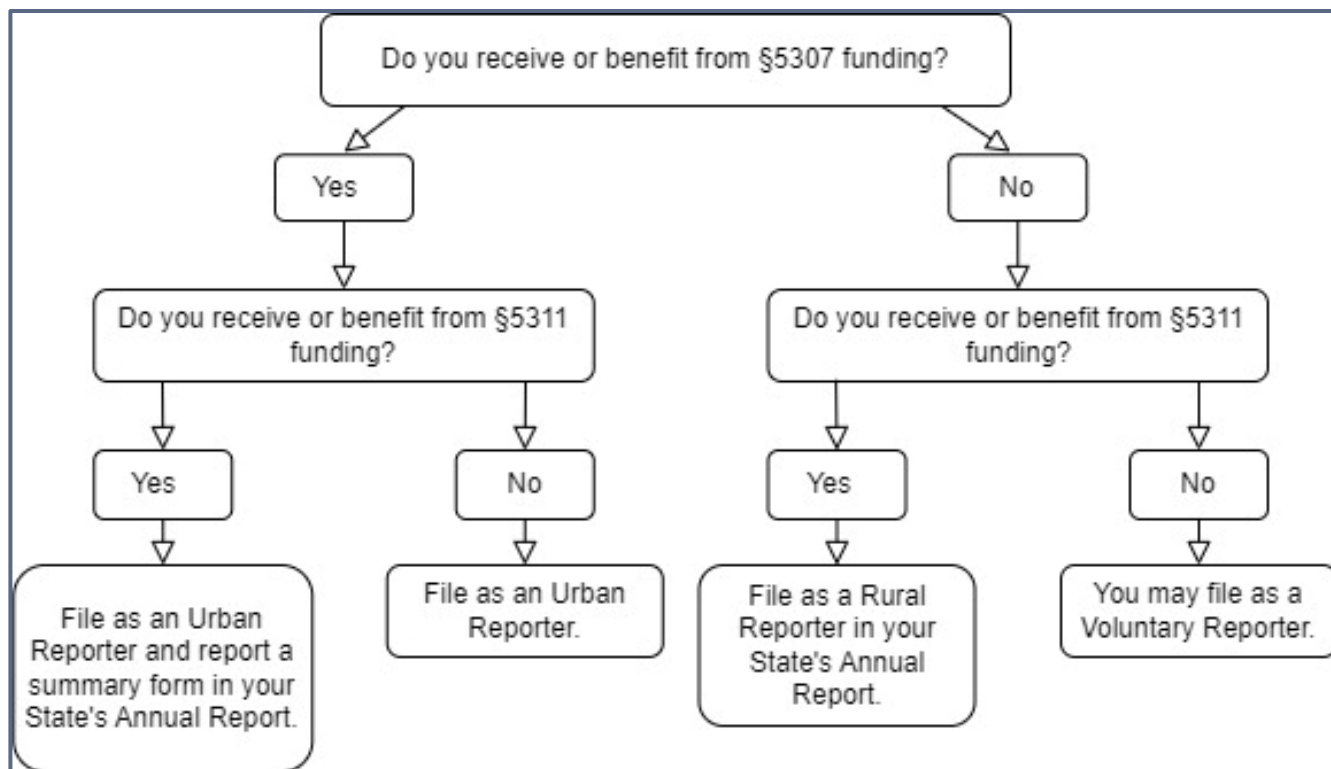 Do you receive or benefit from §5307 funding?
Yes
No
Do you receive or benefit from §5311
funding?
Do you receive or benefit from §5311
funding?
Yes
No
Yes
No
File as an Urban
Reporter and report a
summary form in your
State's Annual Report.
File as an Urban
Reporter.
File as a Rural
Reporter in your
State's Annual
Report.
You may file as a
Voluntary Reporter.